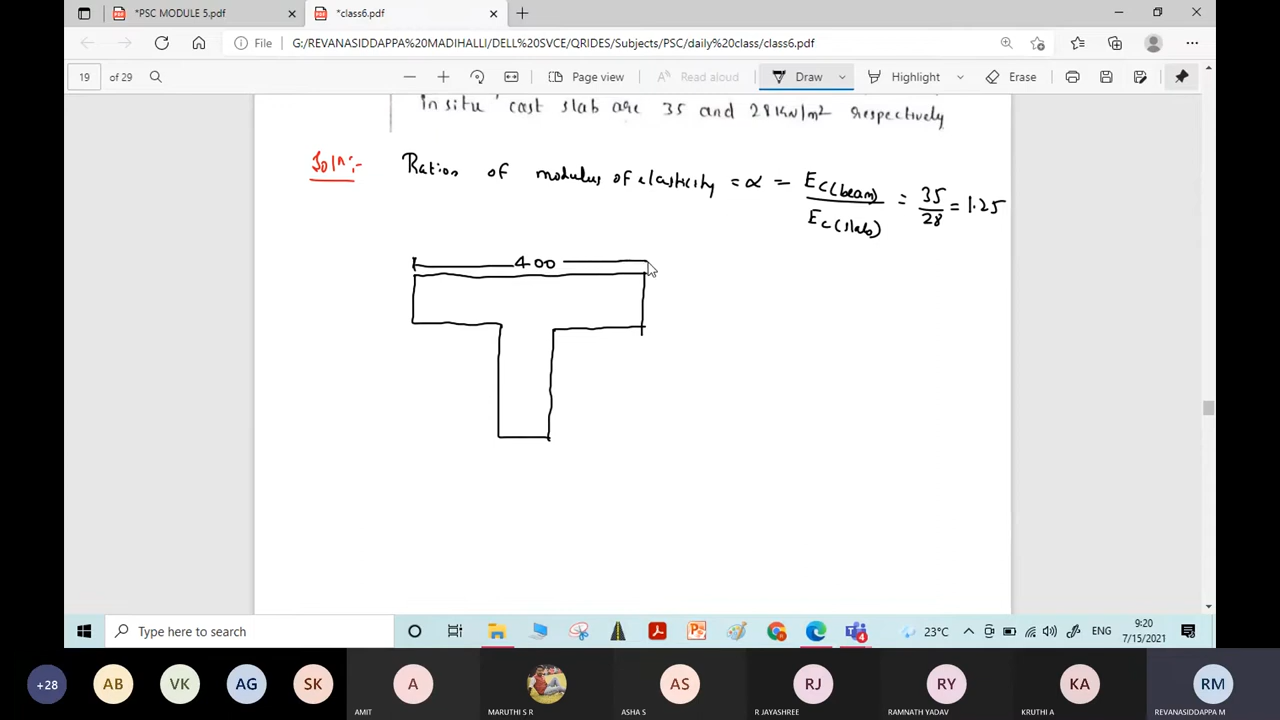 *PSC MODULE 5.pdf
*class6.pdf
File
G:/REVANASIDDAPPA%20MADIHALLI/DELL%20SVCE/QRIDES/Subjects/PSC/daily%20class/class6.pdf
19 of 29
Page view
Read aloud
Draw
Highlight
Erase
in situ' cast slab are 35 and 28 KN/m² respectively
Soln:-
Ration of modulus of elasticity = α = Ec(beam) / Ec(slab) = 35/28 = 1.25
400
Type here to search
4
23°C
ENG
9:20
7/15/2021
+28
AB
VK
AG
SK
A
AS
RJ
RY
KA
RM
AMIT
MARUTHI S R
ASHA S
R JAYASHREE
RAMNATH YADAV
KRUTHI A
REVANASIDDAPPA M